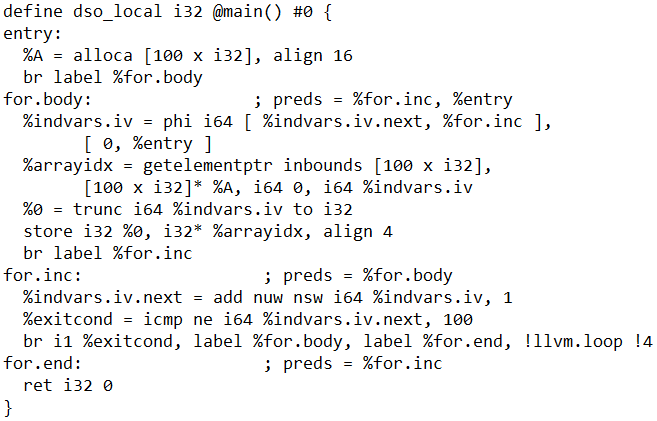 define dso_local i32 @main() #0 {
entry:
  %A = alloca [100 x i32], align 16
  br label %for.body
for.body:                ; preds = %for.inc, %entry
  %indvars.iv = phi i64 [ %indvars.iv.next, %for.inc ],
        [ 0, %entry ]
  %arrayidx = getelementptr inbounds [100 x i32],
        [100 x i32]* %A, i64 0, i64 %indvars.iv
  %0 = trunc i64 %indvars.iv to i32
  store i32 %0, i32* %arrayidx, align 4
  br label %for.inc
for.inc:                 ; preds = %for.body
  %indvars.iv.next = add nuw nsw i64 %indvars.iv, 1
  %exitcond = icmp ne i64 %indvars.iv.next, 100
  br i1 %exitcond, label %for.body, label %for.end, !llvm.loop !4
for.end:                 ; preds = %for.inc
  ret i32 0
}